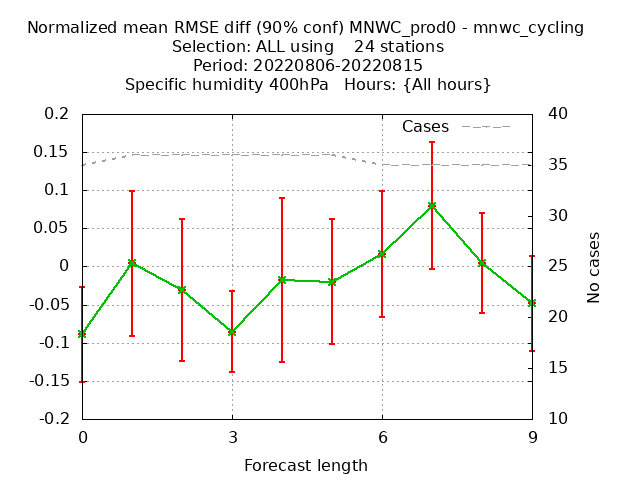 Normalized mean RMSE diff (90% conf) MNWC_prod0 - mnwc_cycling
Selection: ALL using    24 stations
Period: 20220806-20220815
Specific humidity 400hPa   Hours: {All hours}
Cases
0.2
0.15
0.1
0.05
0
-0.05
-0.1
-0.15
-0.2
40
35
30
25
20
15
10
No cases
0 3 6 9
Forecast length